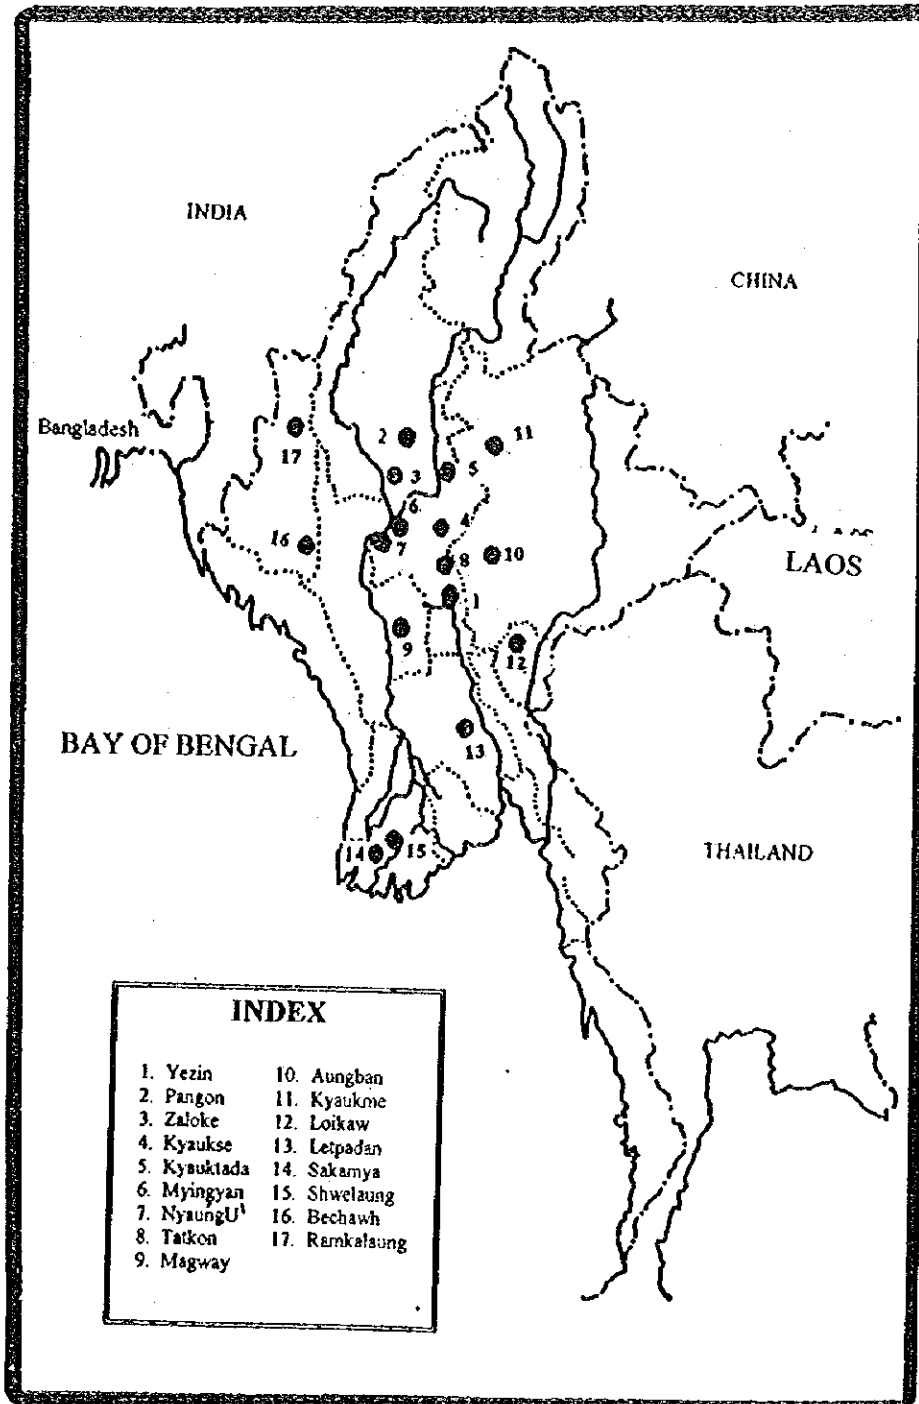 INDIA
CHINA
Bangladesh
17
2
11
3
5
6
4
16
7
8
10
LAOS
1
9
12
BAY OF BENGAL
13
14
15
THAILAND
INDEX
1. Yezin
2. Pangon
3. Zaloke
4. Kyaukse
5. Kyauktada
6. Myingyan
7. NyaungU
8. Tatkon
9. Magway
10. Aungban
11. Kyaukme
12. Loikaw
13. Letpadan
14. Sakamya
15. Shwelaung
16. Bechawh
17. Ramkalaung